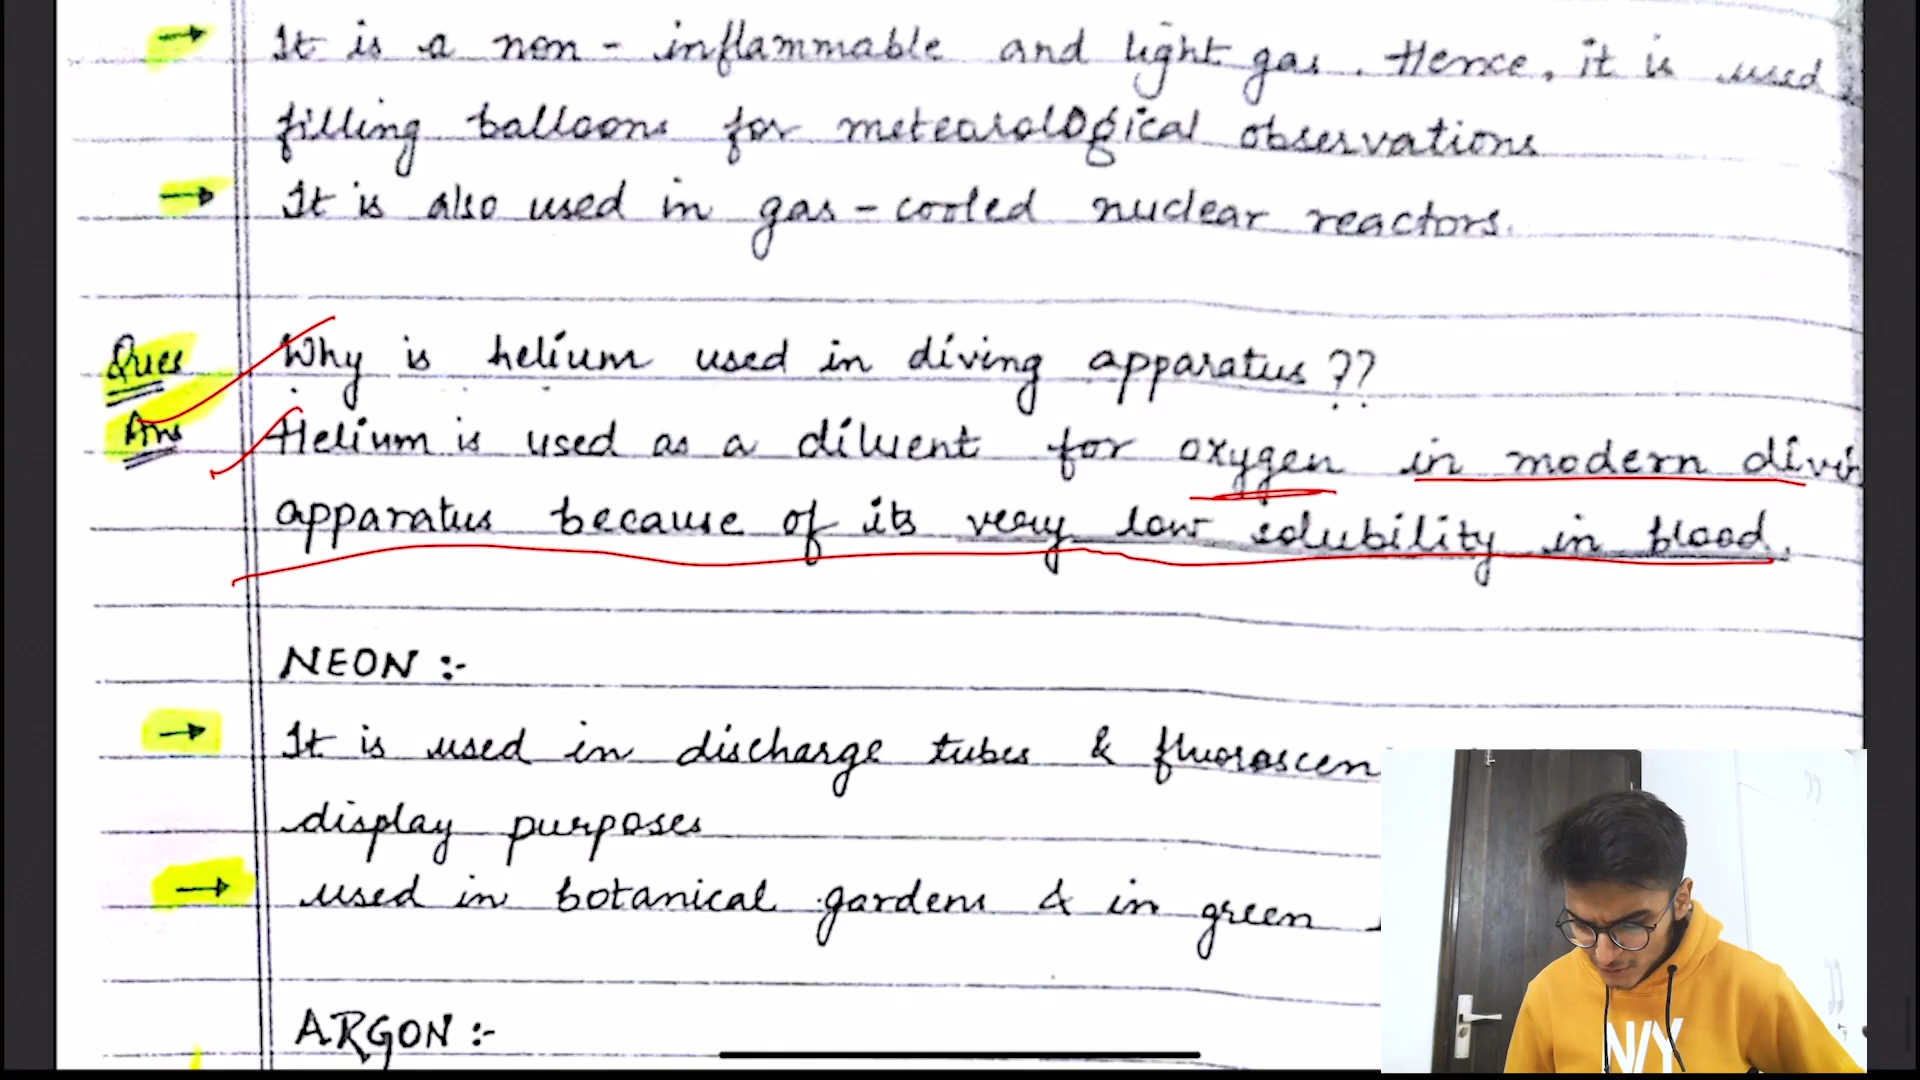 It is a non-inflammable and light gas. Hence, it is used
filling balloons for metearological observations
It is also used in gas-cooled nuclear reactors.
Ques Why is helium used in diving apparatus ??
Ans Helium is used as a diluent for oxygen in modern divin
apparatus because of its very low solubility in blood.
NEON :-
It is used in discharge tubes & fluoroscen
display purposes
used in botanical gardens & in green
ARGON :-
N/Y